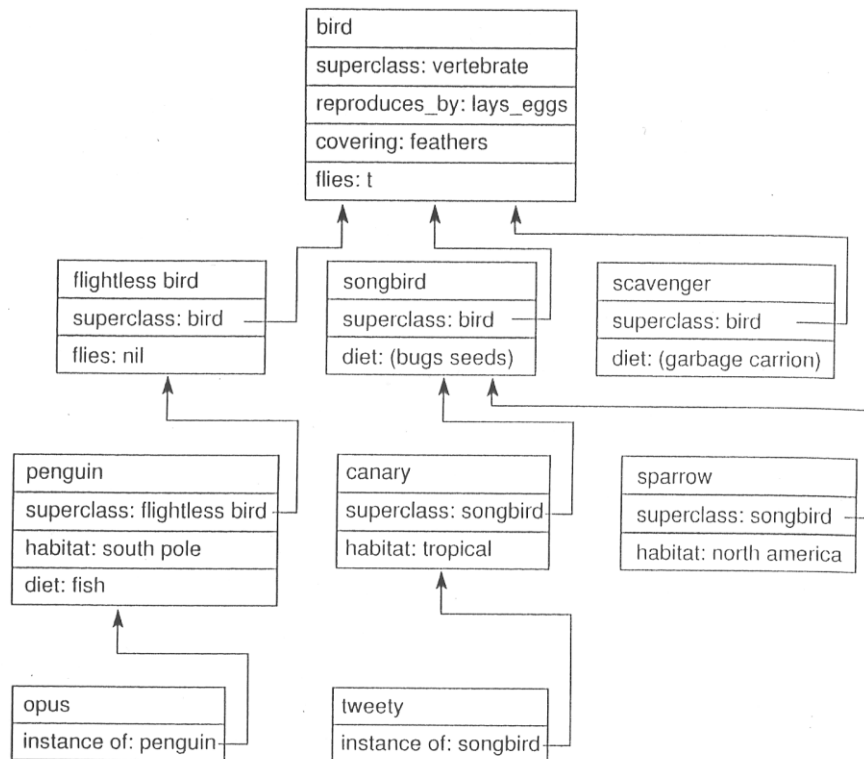 bird
superclass: vertebrate
reproduces_by: lays_eggs
covering: feathers
flies: t
flightless bird
superclass: bird
flies: nil
songbird
superclass: bird
diet: (bugs seeds)
scavenger
superclass: bird
diet: (garbage carrion)
penguin
superclass: flightless bird
habitat: south pole
diet: fish
canary
superclass: songbird
habitat: tropical
sparrow
superclass: songbird
habitat: north america
opus
instance of: penguin
tweety
instance of: songbird